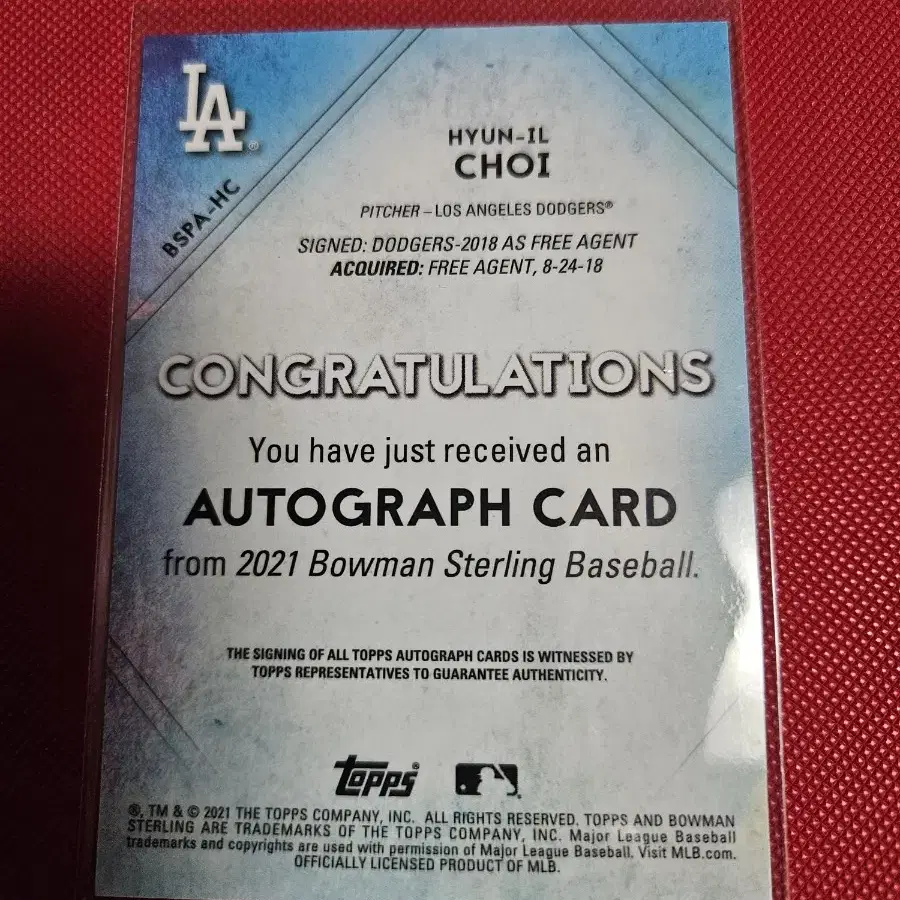 LA
BSPA-HC
HYUN-IL
CHOI
PITCHER – LOS ANGELES DODGERS®
SIGNED: DODGERS-2018 AS FREE AGENT
ACQUIRED: FREE AGENT, 8-24-18
CONGRATULATIONS
You have just received an
AUTOGRAPH CARD
from 2021 Bowman Sterling Baseball.
THE SIGNING OF ALL TOPPS AUTOGRAPH CARDS IS WITNESSED BY
TOPPS REPRESENTATIVES TO GUARANTEE AUTHENTICITY.
topps®
®, TM & © 2021 THE TOPPS COMPANY, INC. ALL RIGHTS RESERVED. TOPPS AND BOWMAN
STERLING ARE TRADEMARKS OF THE TOPPS COMPANY, INC. Major League Baseball
trademarks and copyrights are used with permission of Major League Baseball. Visit MLB.com.
OFFICIALLY LICENSED PRODUCT OF MLB.